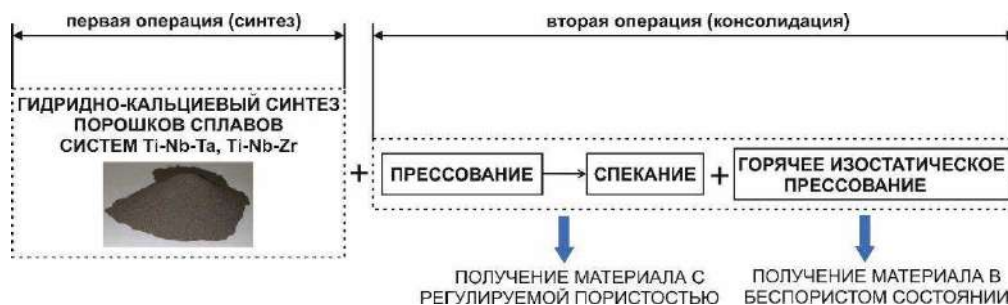 первая операция (синтез)
вторая операция (консолидация)
ГИДРИДНО-КАЛЬЦИЕВЫЙ СИНТЕЗ
ПОРОШКОВ СПЛАВОВ
СИСТЕМ Ti-Nb-Ta, Ti-Nb-Zr
+
ПРЕССОВАНИЕ
СПЕКАНИЕ
+
ГОРЯЧЕЕ ИЗОСТАТИЧЕСКОЕ
ПРЕССОВАНИЕ
ПОЛУЧЕНИЕ МАТЕРИАЛА С
РЕГУЛИРУЕМОЙ ПОРИСТОСТЬЮ
ПОЛУЧЕНИЕ МАТЕРИАЛА В
БЕСПОРИСТОМ СОСТОЯНИИ